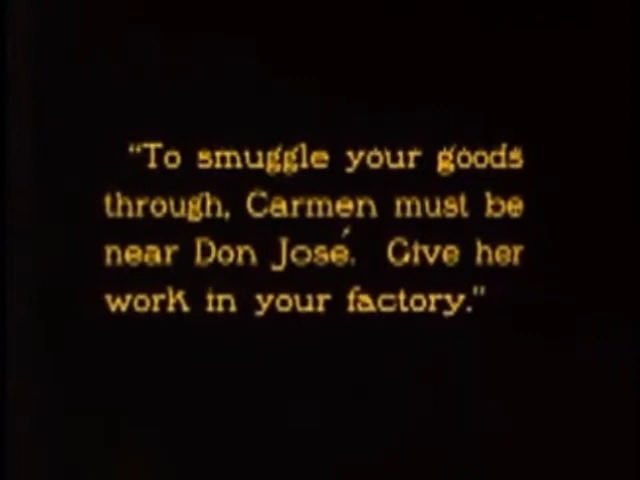 "To smuggle your goods
through, Carmen must be
near Don José. Give her
work in your factory."